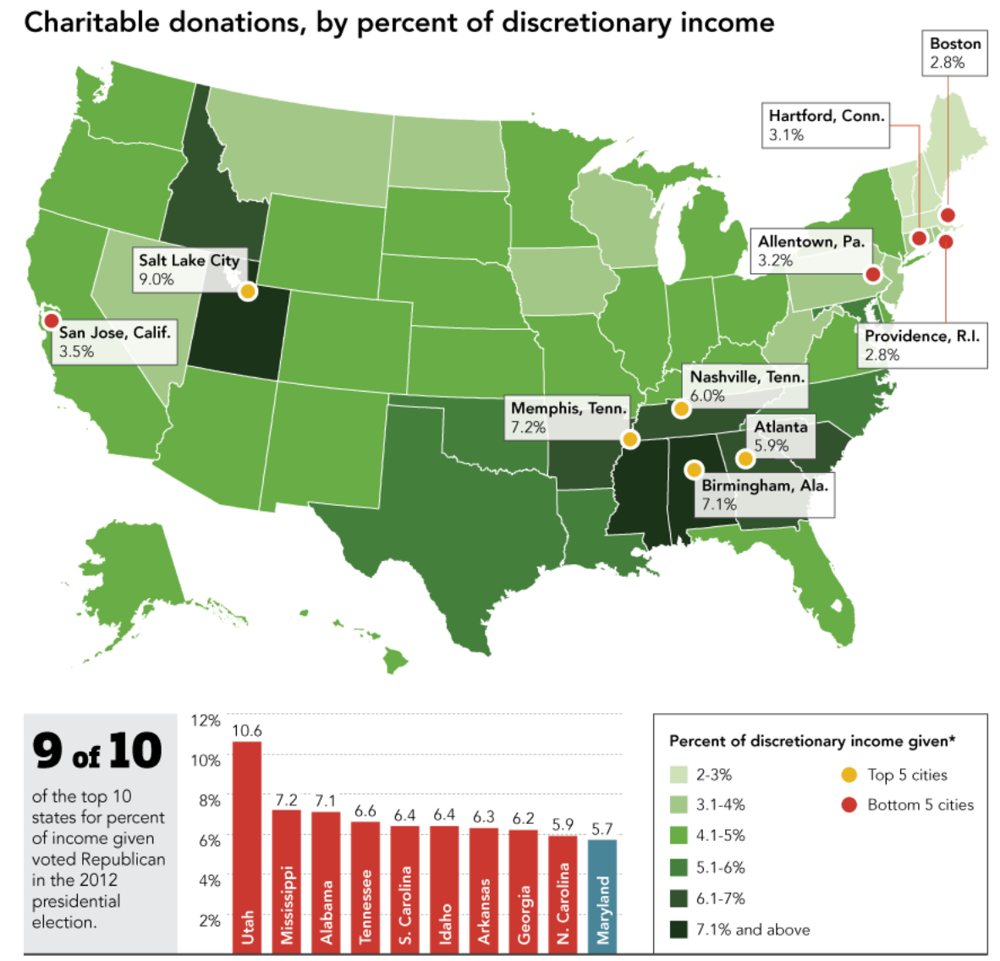 Charitable donations, by percent of discretionary income
Boston
2.8%
Hartford, Conn.
3.1%
Allentown, Pa.
3.2%
Salt Lake City
9.0%
San Jose, Calif.
3.5%
Providence, R.I.
2.8%
Nashville, Tenn.
6.0%
Memphis, Tenn.
7.2%
Atlanta
5.9%
Birmingham, Ala.
7.1%
9 of 10
of the top 10
states for percent
of income given
voted Republican
in the 2012
presidential
election.
12%
10%
8%
6%
4%
2%
10.6
7.2
7.1
6.6
6.4
6.4
6.3
6.2
5.9
5.7
Utah
Mississippi
Alabama
Tennessee
S. Carolina
Idaho
Arkansas
Georgia
N. Carolina
Maryland
Percent of discretionary income given*
2-3%
3.1-4%
4.1-5%
5.1-6%
6.1-7%
7.1% and above
Top 5 cities
Bottom 5 cities